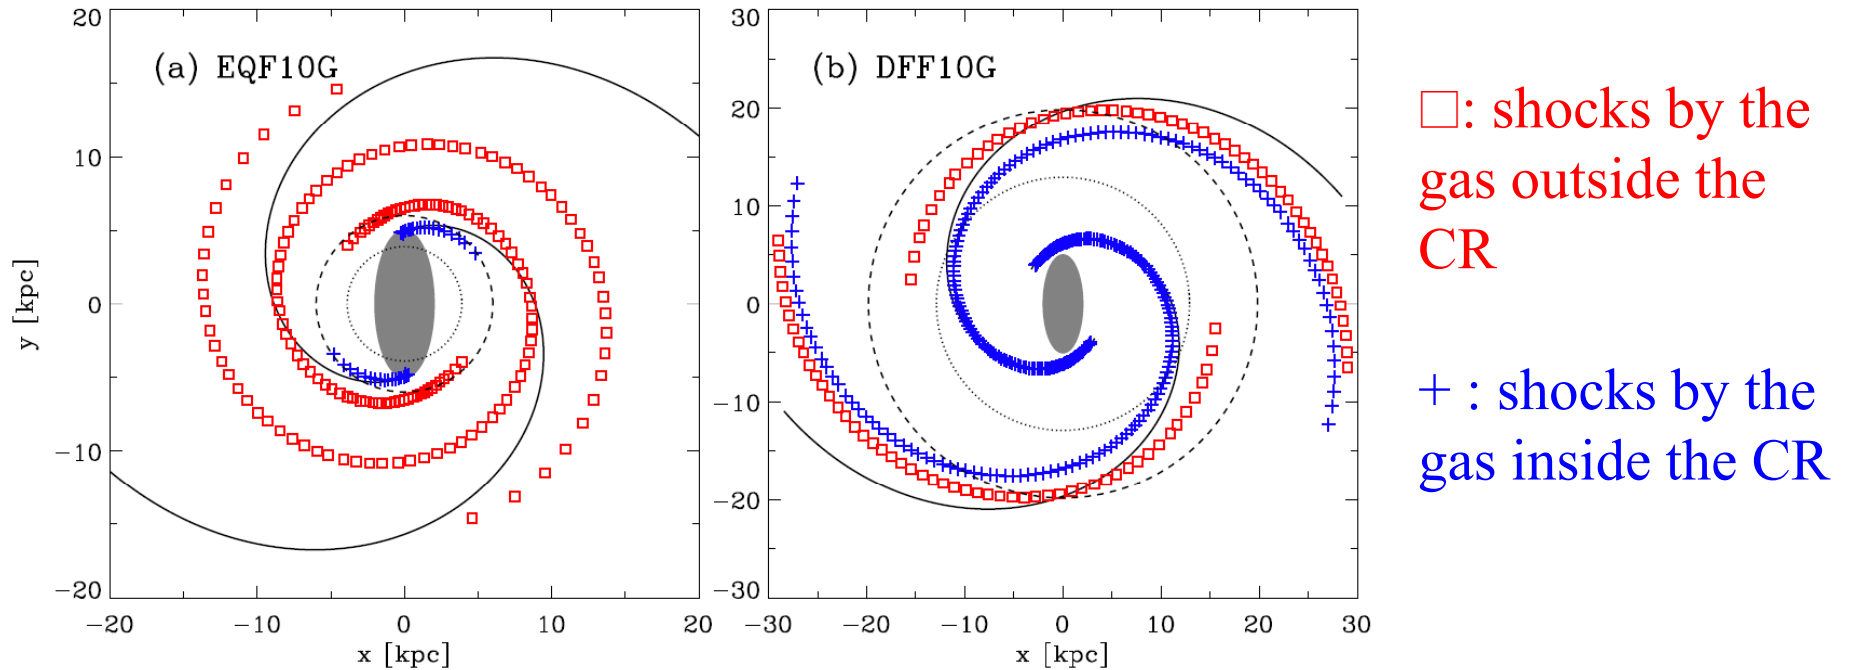 (a) EQF10G
20
10
0
−10
−20
−20
−10
0
10
20
x [kpc]
y [kpc]
(b) DFF10G
30
20
10
0
−10
−20
−30
−30
−20
−10
0
10
20
30
x [kpc]
□: shocks by the
gas outside the
CR
+ : shocks by the
gas inside the CR